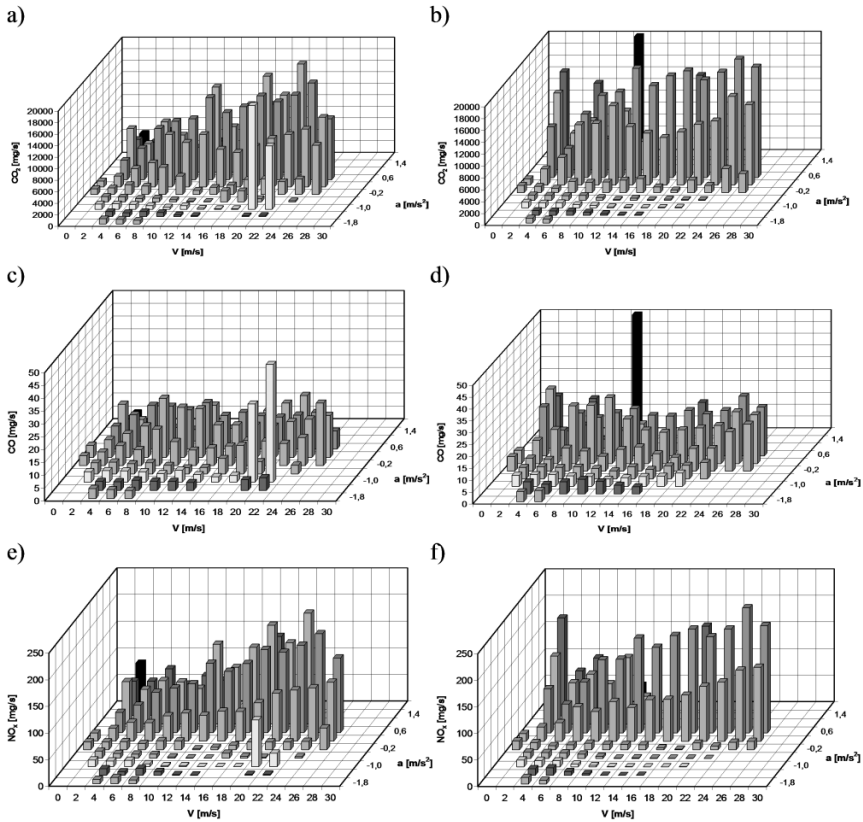 a)
b)
20000
18000
16000
14000
12000
10000
8000
6000
4000
2000
0
CO₂ [mg/s]
0 2 4 6 8 10 12 14 16 18 20 22 24 26 28 30
V [m/s]
1,4
0,6
-0,2
-1,0
-1,8
a [m/s²]
20000
18000
16000
14000
12000
10000
8000
6000
4000
2000
0
CO₂ [mg/s]
0 2 4 6 8 10 12 14 16 18 20 22 24 26 28 30
V [m/s]
1,4
0,6
-0,2
-1,0
-1,8
a [m/s²]
c)
d)
50
45
40
35
30
25
20
15
10
5
0
CO [mg/s]
0 2 4 6 8 10 12 14 16 18 20 22 24 26 28 30
V [m/s]
1,4
0,6
-0,2
-1,0
-1,8
a [m/s²]
50
45
40
35
30
25
20
15
10
5
0
CO [mg/s]
0 2 4 6 8 10 12 14 16 18 20 22 24 26 28 30
V [m/s]
1,4
0,6
-0,2
-1,0
-1,8
a [m/s²]
e)
f)
250
200
150
100
50
0
NOₓ [mg/s]
0 2 4 6 8 10 12 14 16 18 20 22 24 26 28 30
V [m/s]
1,4
0,6
-0,2
-1,0
-1,8
a [m/s²]
250
200
150
100
50
0
NOₓ [mg/s]
0 2 4 6 8 10 12 14 16 18 20 22 24 26 28 30
V [m/s]
1,4
0,6
-0,2
-1,0
-1,8
a [m/s²]